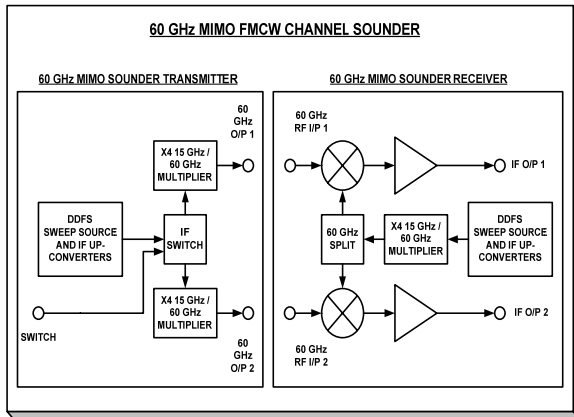 60 GHz MIMO FMCW CHANNEL SOUNDER
60 GHz MIMO SOUNDER TRANSMITTER
60
GHz
O/P 1
X4 15 GHz /
60 GHz
MULTIPLIER
DDFS
SWEEP SOURCE
AND IF UP-
CONVERTERS
IF
SWITCH
X4 15 GHz /
60 GHz
MULTIPLIER
SWITCH
60
GHz
O/P 2
60 GHz MIMO SOUNDER RECEIVER
60 GHz
RF I/P 1
IF O/P 1
60 GHz
SPLIT
X4 15 GHz /
60 GHz
MULTIPLIER
DDFS
SWEEP SOURCE
AND IF UP-
CONVERTERS
60 GHz
RF I/P 2
IF O/P 2